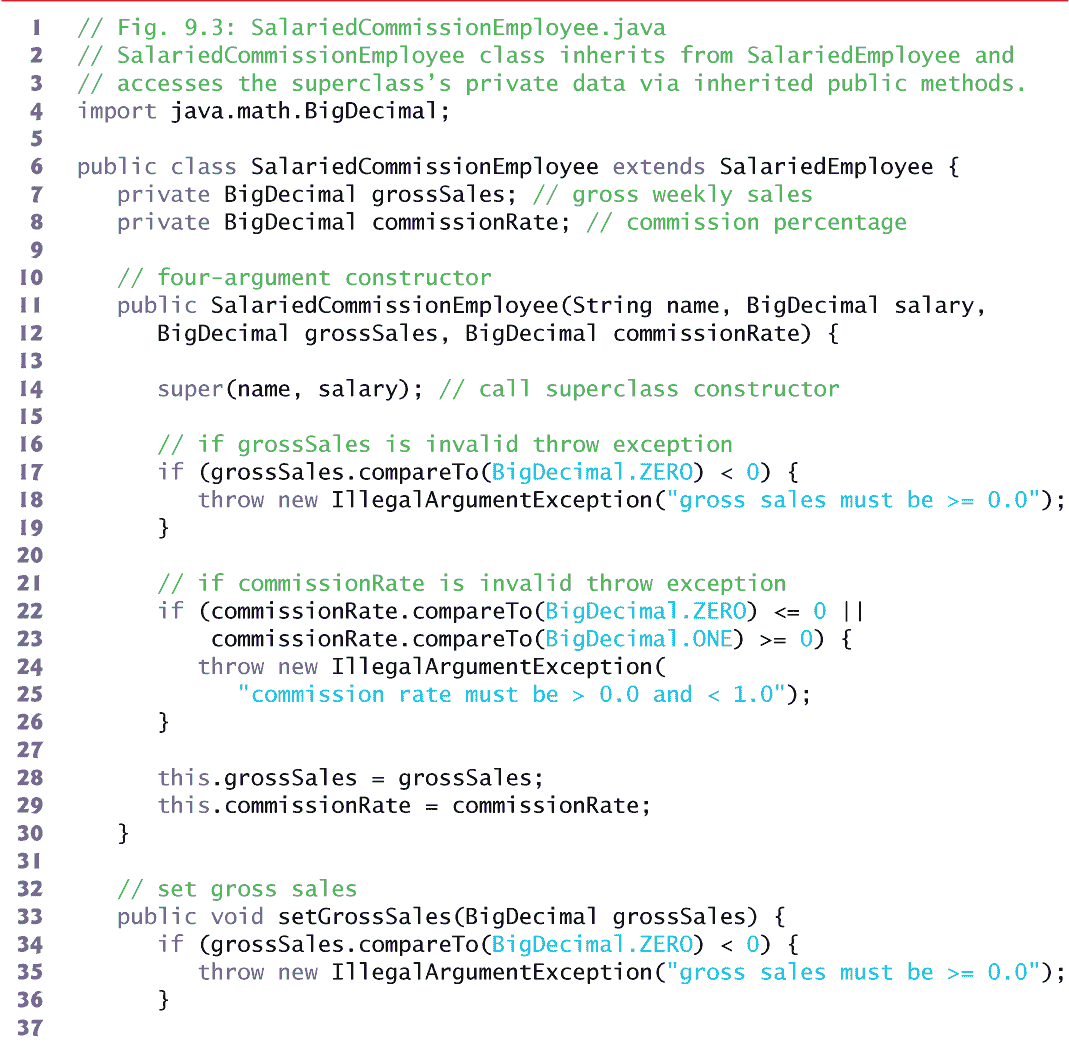 1 // Fig. 9.3: SalariedCommissionEmployee.java
2 // SalariedCommissionEmployee class inherits from SalariedEmployee and
3 // accesses the superclass’s private data via inherited public methods.
4 import java.math.BigDecimal;
5
6 public class SalariedCommissionEmployee extends SalariedEmployee {
7    private BigDecimal grossSales; // gross weekly sales
8    private BigDecimal commissionRate; // commission percentage
9
10    // four-argument constructor
11    public SalariedCommissionEmployee(String name, BigDecimal salary,
12       BigDecimal grossSales, BigDecimal commissionRate) {
13
14       super(name, salary); // call superclass constructor
15
16       // if grossSales is invalid throw exception
17       if (grossSales.compareTo(BigDecimal.ZERO) < 0) {
18          throw new IllegalArgumentException("gross sales must be >= 0.0");
19       }
20
21       // if commissionRate is invalid throw exception
22       if (commissionRate.compareTo(BigDecimal.ZERO) <= 0 ||
23           commissionRate.compareTo(BigDecimal.ONE) >= 0) {
24          throw new IllegalArgumentException(
25             "commission rate must be > 0.0 and < 1.0");
26       }
27
28       this.grossSales = grossSales;
29       this.commissionRate = commissionRate;
30    }
31
32    // set gross sales
33    public void setGrossSales(BigDecimal grossSales) {
34       if (grossSales.compareTo(BigDecimal.ZERO) < 0) {
35          throw new IllegalArgumentException("gross sales must be >= 0.0");
36       }
37